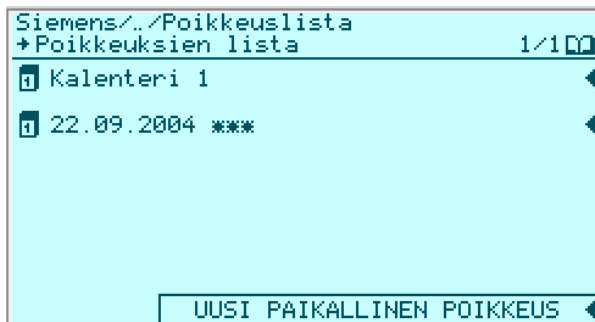 Siemens/../Poikkeuslista
Poikkeuksien lista 1/1
Kalenteri 1
22.09.2004 ***
UUSI PAIKALLINEN POIKKEUS